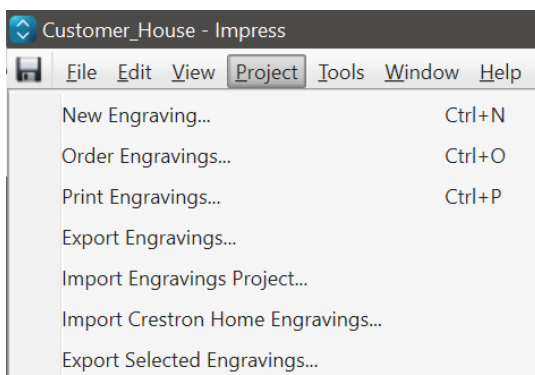 Customer_House - Impress
File Edit View Project Tools Window Help
New Engraving... Ctrl+N
Order Engravings... Ctrl+O
Print Engravings... Ctrl+P
Export Engravings...
Import Engravings Project...
Import Crestron Home Engravings...
Export Selected Engravings...